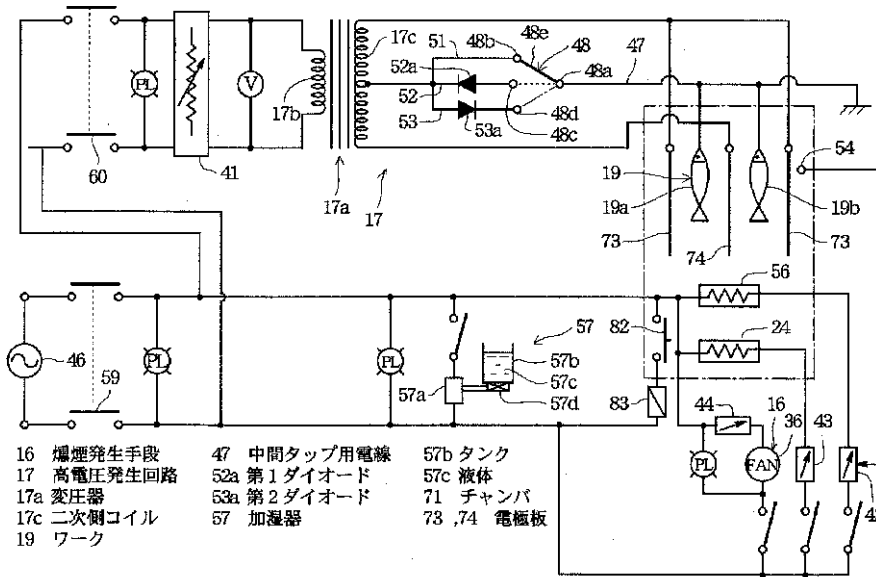 51
48b
48e
48
47
52a
48a
PL
V
17b
17c
52
53
48d
53a
48c
54
60
41
17a
17
19
19a
19b
73
74
73
56
46
PL
59
PL
57
57a
57b
57c
57d
82
24
83
44
16
36
43
PL
FAN
16 燻煙発生手段
17 高電圧発生回路
17a 変圧器
17c 二次側コイル
19 ワーク
47 中間タップ用電線
52a 第1ダイオード
53a 第2ダイオード
57 加湿器
57b タンク
57c 液体
71 チャンバ
73,74 電極板